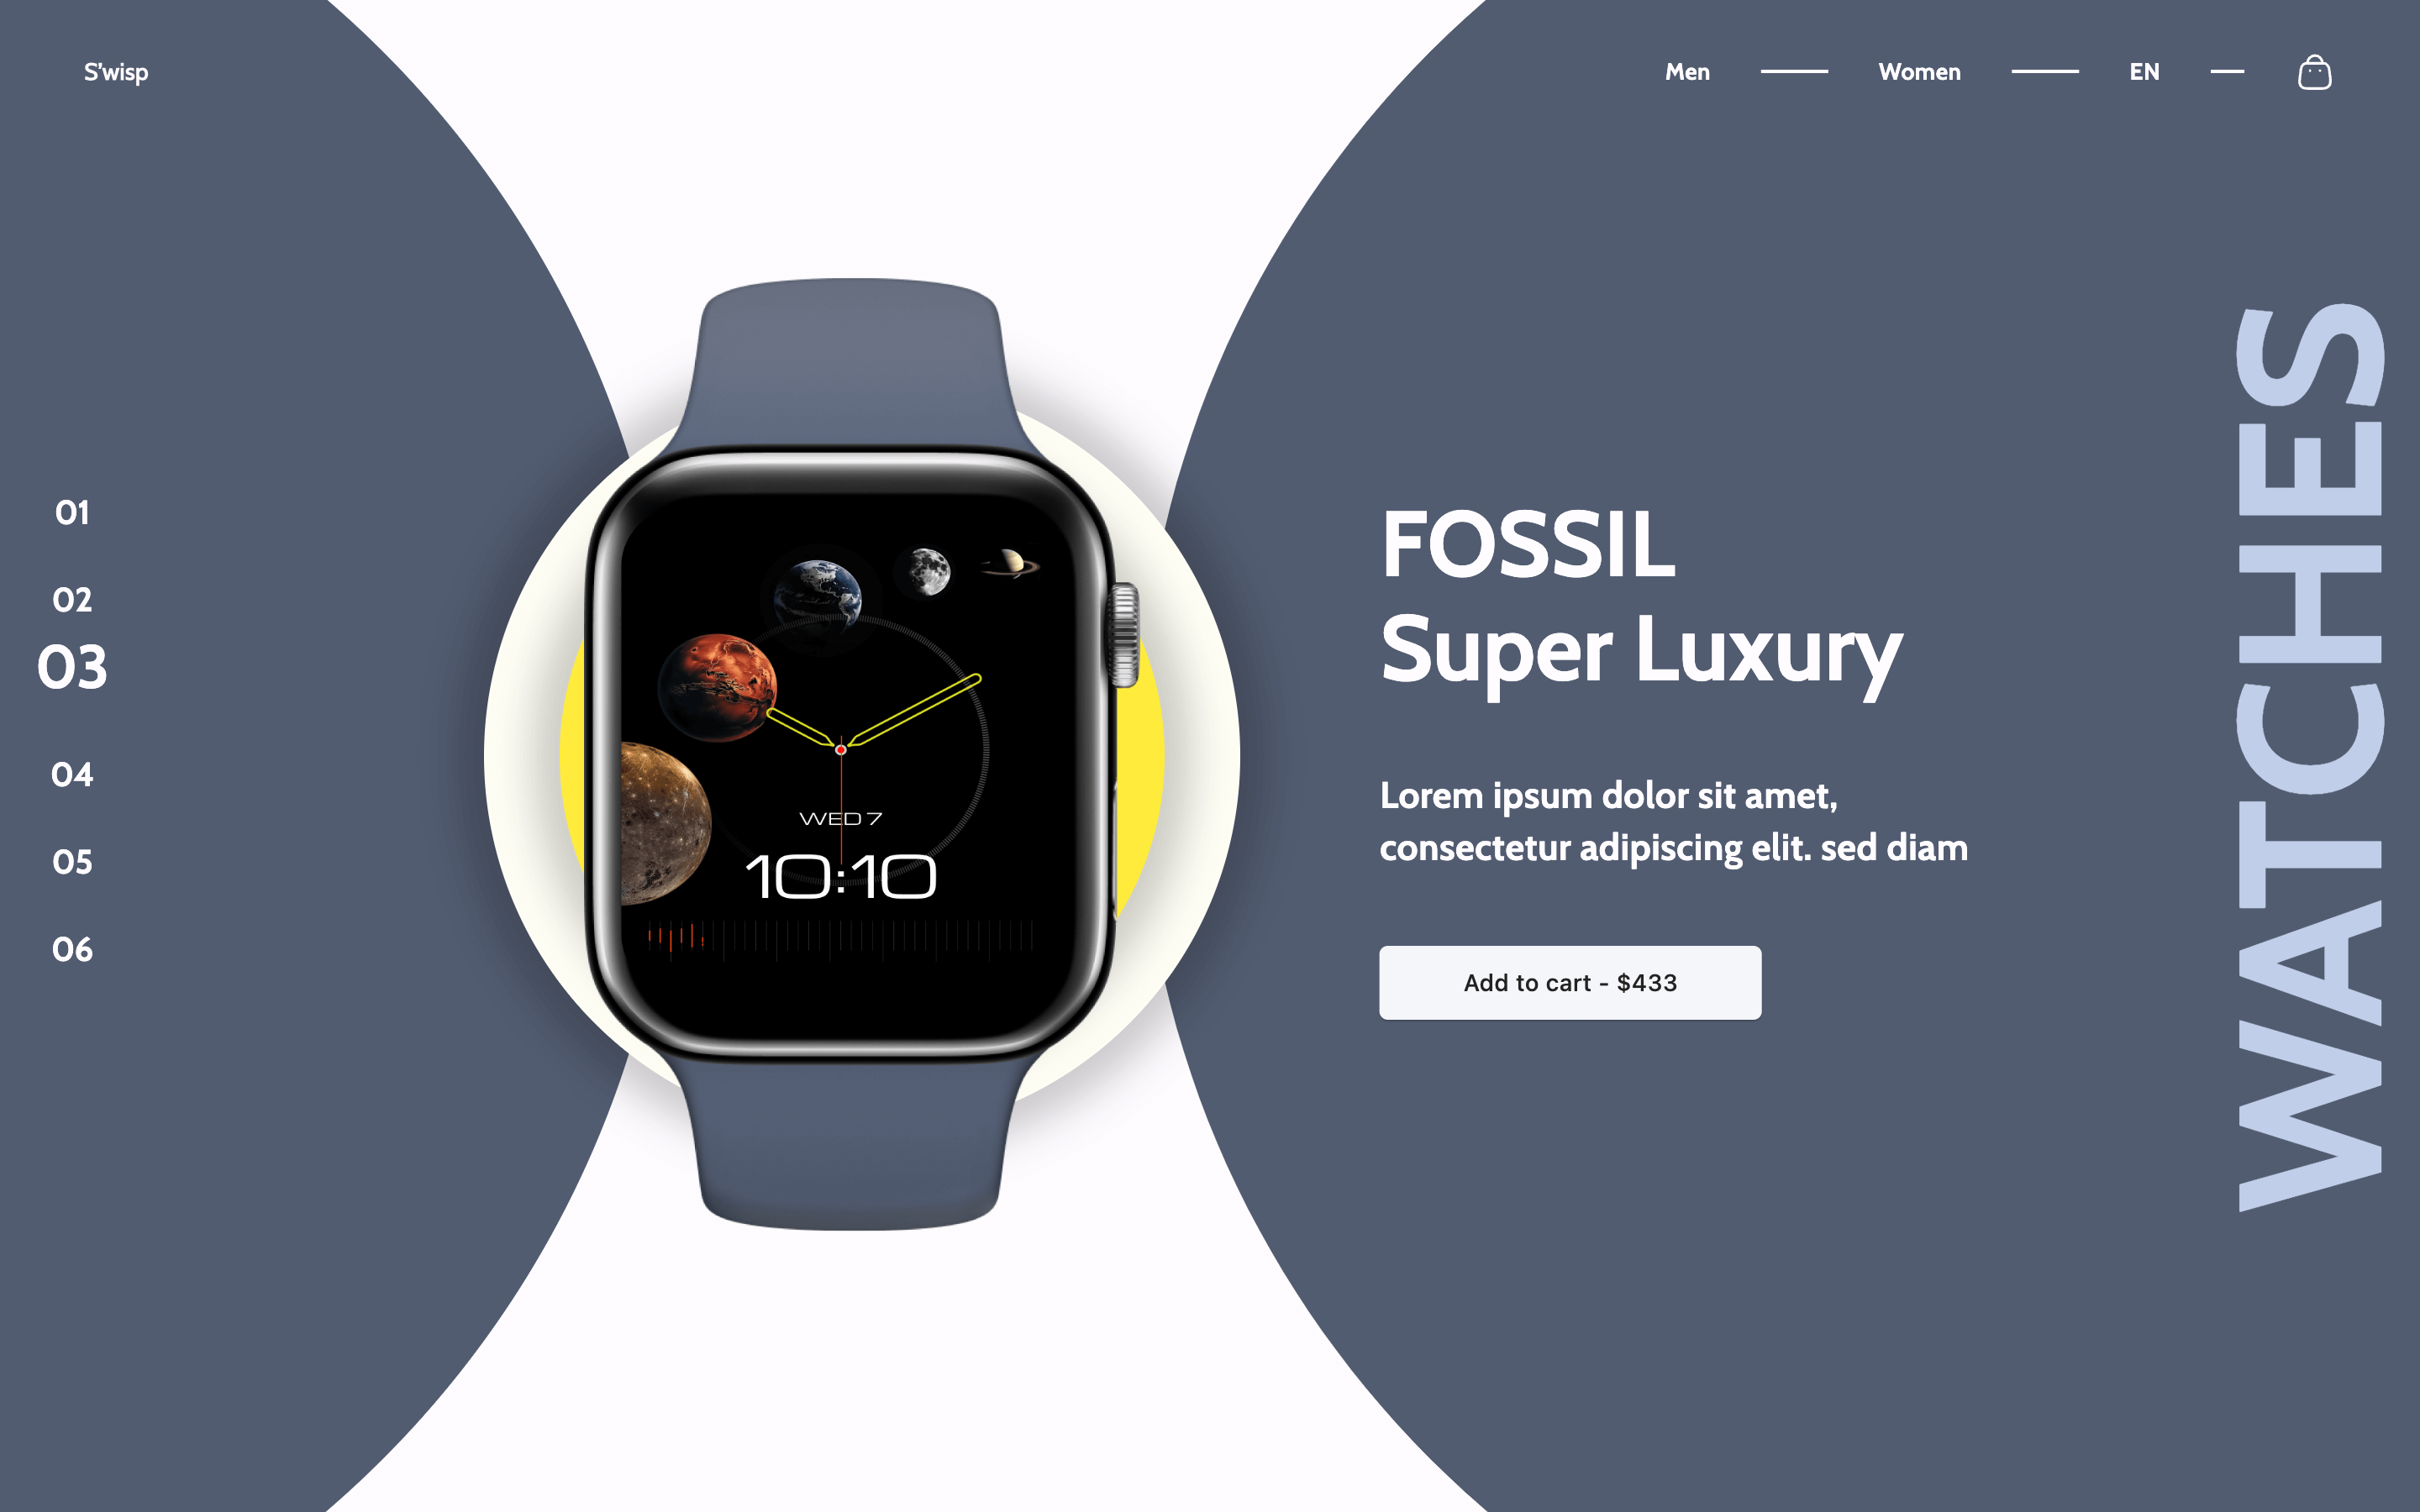 S'wisp
Men
Women
EN
01
02
03
04
05
06
WED 7
10:10
FOSSIL
Super Luxury
Lorem ipsum dolor sit amet,
consectetur adipiscing elit. sed diam
Add to cart - $433
WATCHES